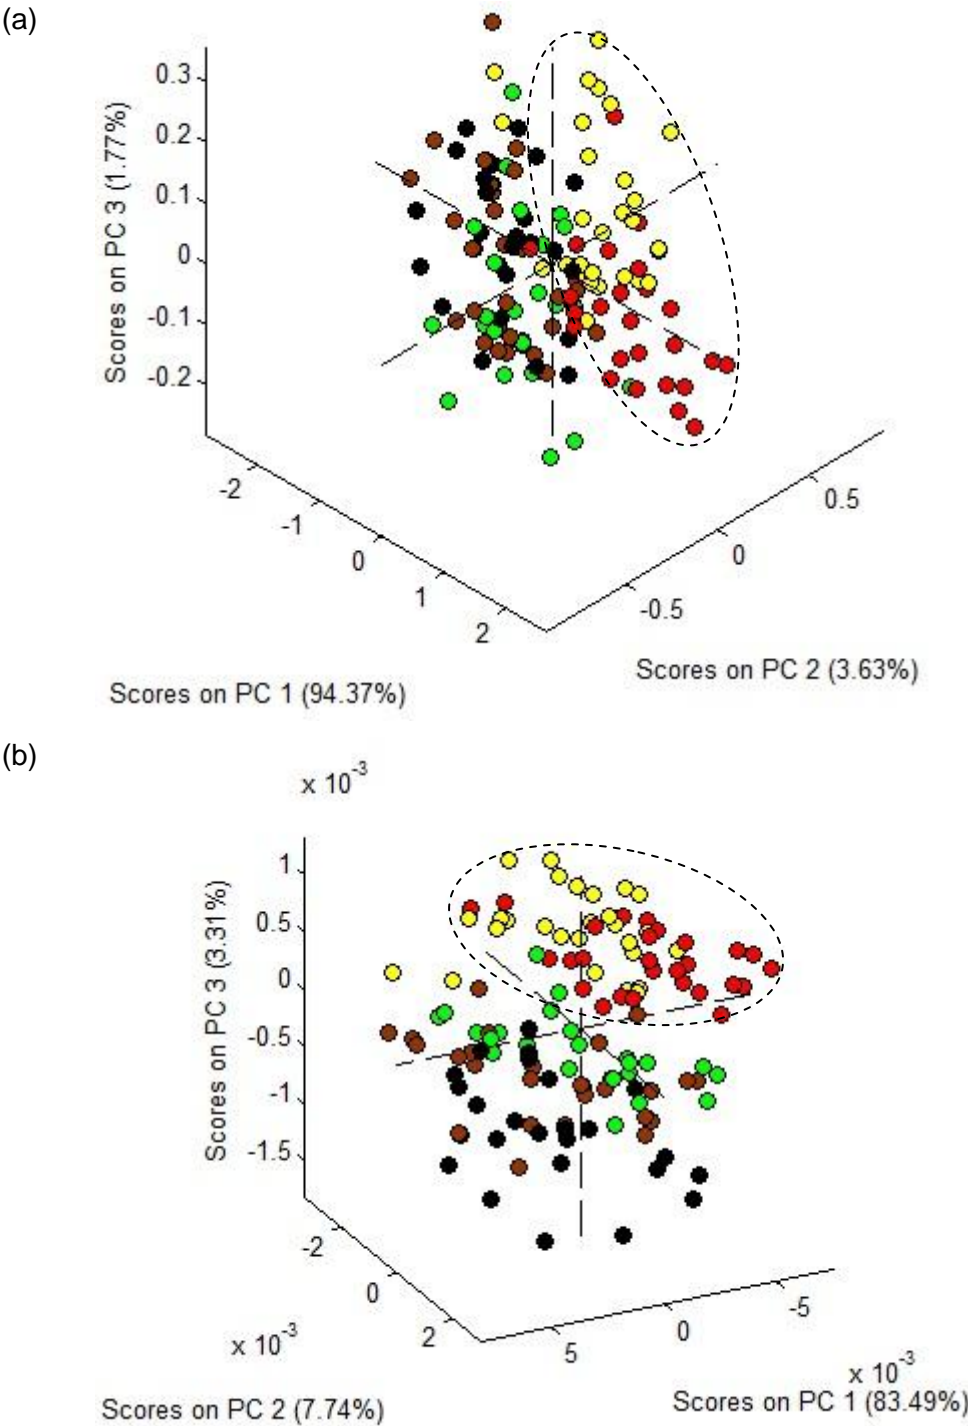 (a)
0.3
0.2
0.1
0
-0.1
-0.2
Scores on PC 3 (1.77%)
-2
-1
0
1
2
0.5
0
-0.5
Scores on PC 2 (3.63%)
Scores on PC 1 (94.37%)
(b)
x 10-3
1
0.5
0
-0.5
-1
-1.5
Scores on PC 3 (3.31%)
-2
0
2
x 10-3
5
0
-5
x 10-3
Scores on PC 2 (7.74%)
Scores on PC 1 (83.49%)